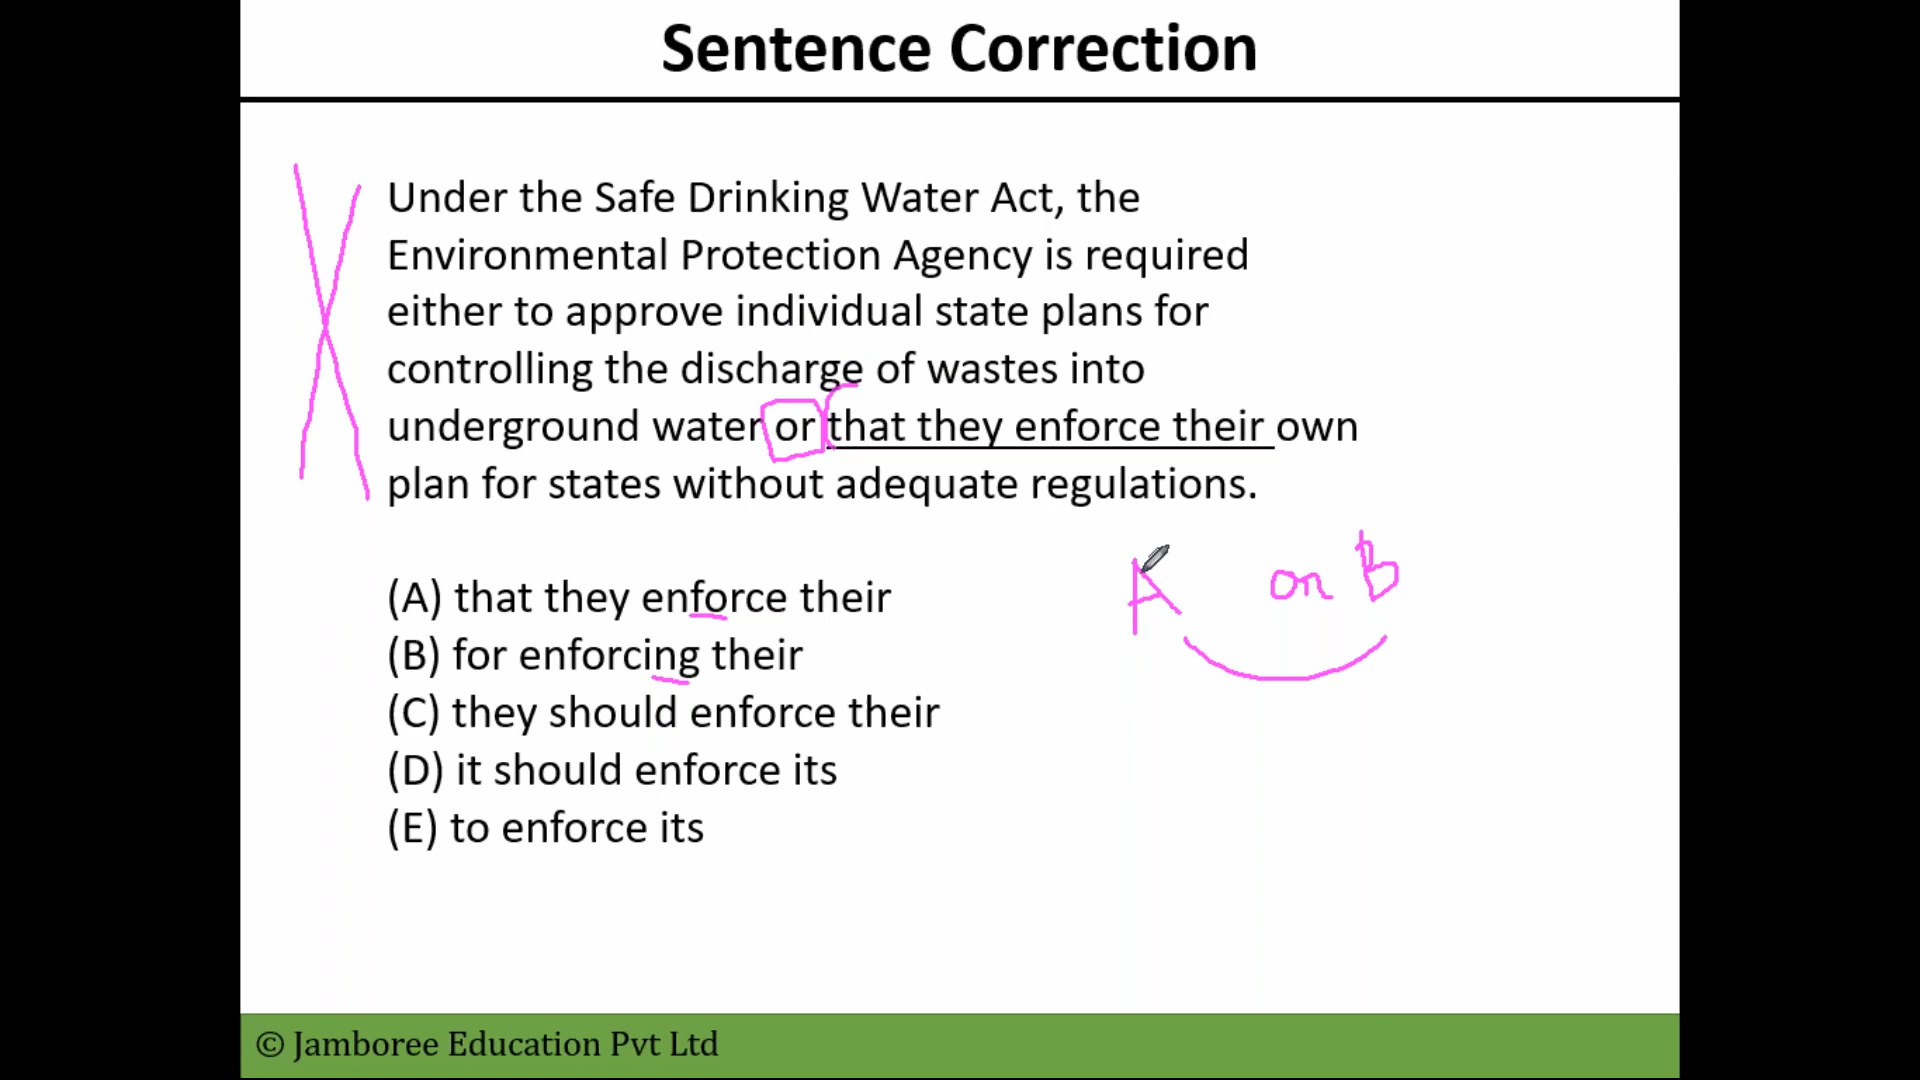 Sentence Correction
Under the Safe Drinking Water Act, the
Environmental Protection Agency is required
either to approve individual state plans for
controlling the discharge of wastes into
underground water or that they enforce their own
plan for states without adequate regulations.
A or B
(A) that they enforce their
(B) for enforcing their
(C) they should enforce their
(D) it should enforce its
(E) to enforce its
© Jamboree Education Pvt Ltd